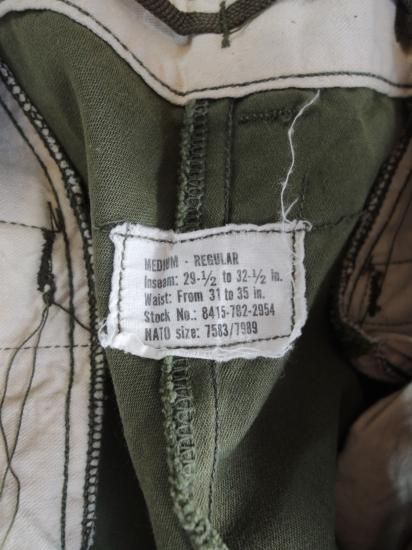 MEDIUM - REGULAR
Inseam: 29-½ to 32-½ in.
Waist: From 31 to 35 in.
Stock No.: 8415-782-2954
NATO size: 7583/7989